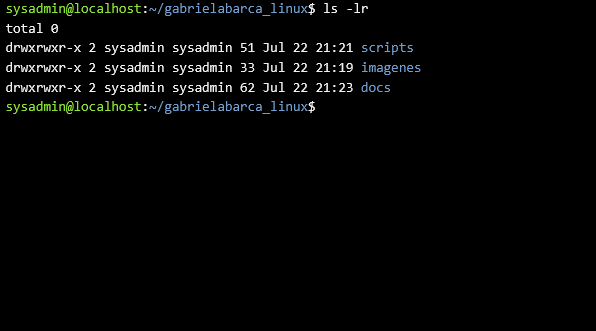 sysadmin@localhost:~/gabrielabarca_linux$ ls -lr
total 0
drwxrwxr-x 2 sysadmin sysadmin 51 Jul 22 21:21 scripts
drwxrwxr-x 2 sysadmin sysadmin 33 Jul 22 21:19 imagenes
drwxrwxr-x 2 sysadmin sysadmin 62 Jul 22 21:23 docs
sysadmin@localhost:~/gabrielabarca_linux$